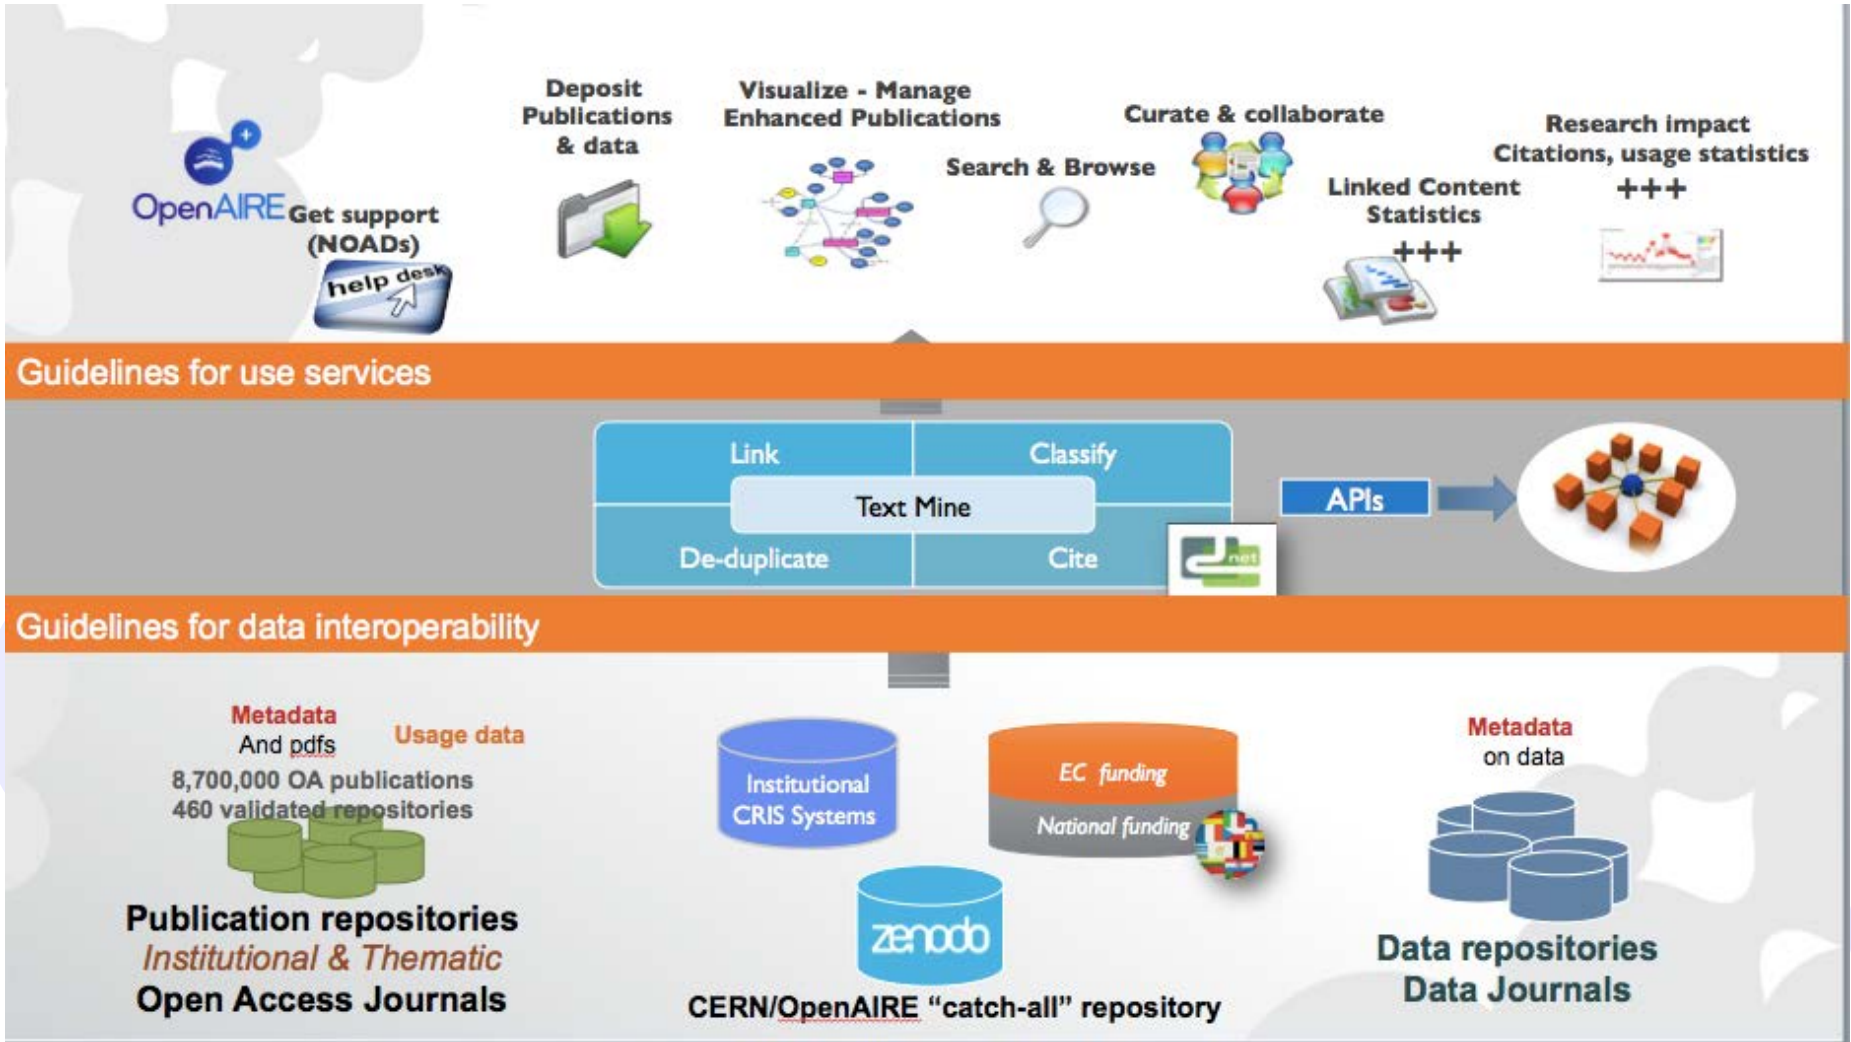 Deposit
Publications
& data
Visualize - Manage
Enhanced Publications
Search & Browse
Curate & collaborate
Research impact
Citations, usage statistics
+++
Linked Content
Statistics
+++
OpenAIRE
+
Get support
(NOADs)
help desk
Guidelines for use services
Link
Classify
Text Mine
De-duplicate
Cite
net
APIs
Guidelines for data interoperability
Metadata
And pdfs
Usage data
8,700,000 OA publications
460 validated repositories
Publication repositories
Institutional & Thematic
Open Access Journals
Institutional
CRIS Systems
EC funding
National funding
zenodo
CERN/OpenAIRE “catch-all” repository
Metadata
on data
Data repositories
Data Journals